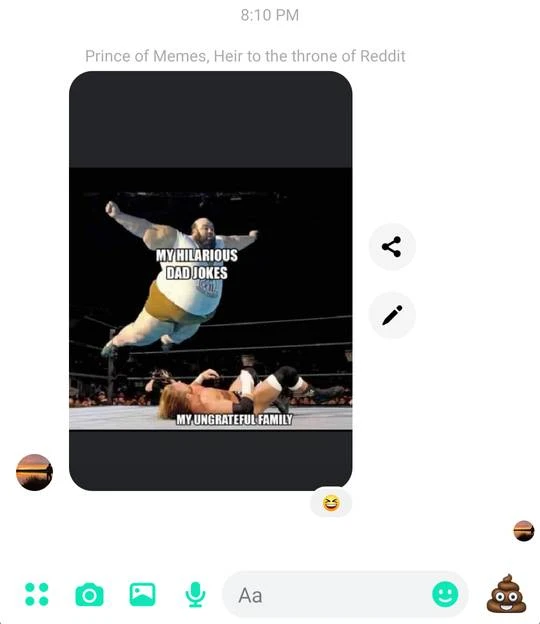 8:10 PM
Prince of Memes, Heir to the throne of Reddit
MY HILARIOUS
DAD JOKES
MY UNGRATEFUL FAMILY
Aa